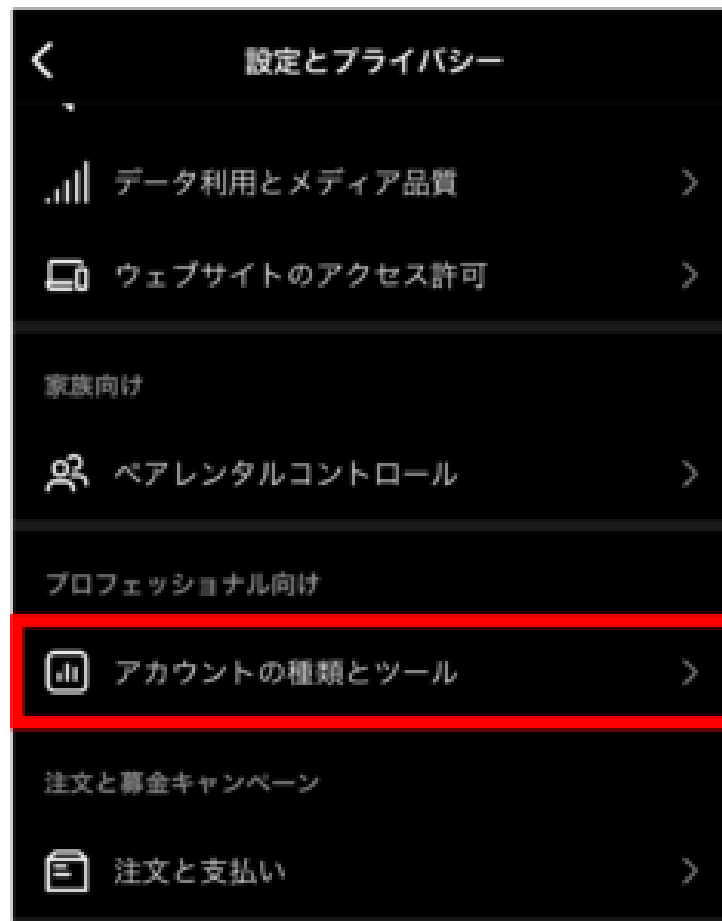 設定とプライバシー
データ利用とメディア品質
ウェブサイトのアクセス許可
家族向け
ペアレンタルコントロール
プロフェッショナル向け
アカウントの種類とツール
注文と募金キャンペーン
注文と支払い